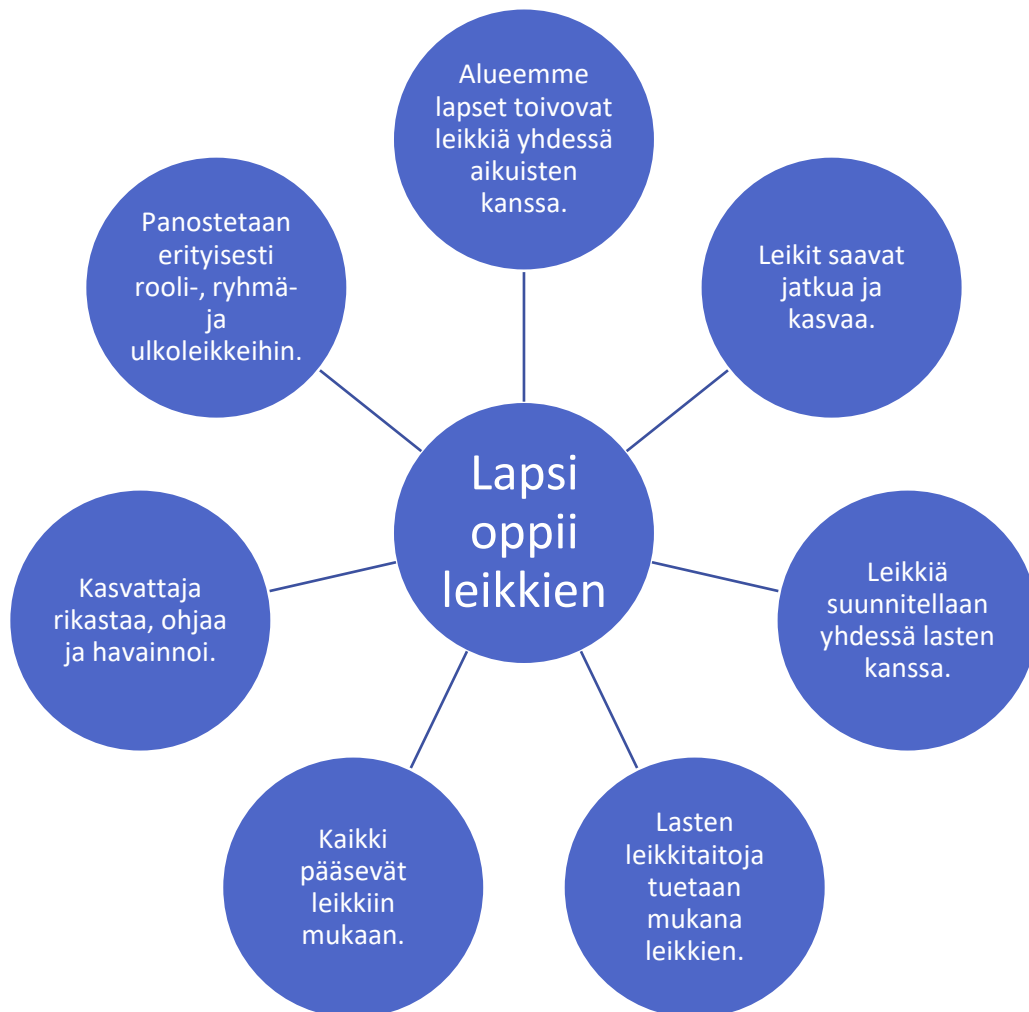 Alueemme
lapset toivovat
leikkiä yhdessä
aikuisten
kanssa.
Leikit saavat
jatkua ja
kasvaa.
Leikkiä
suunnitellaan
yhdessä lasten
kanssa.
Lasten
leikkitaitoja
tuetaan
mukana
leikkien.
Kaikki
pääsevät
leikkiin
mukaan.
Kasvattaja
rikastaa, ohjaa
ja havainnoi.
Panostetaan
erityisesti
rooli-, ryhmä-
ja
ulkoleikkeihin.
Lapsi
oppii
leikkien